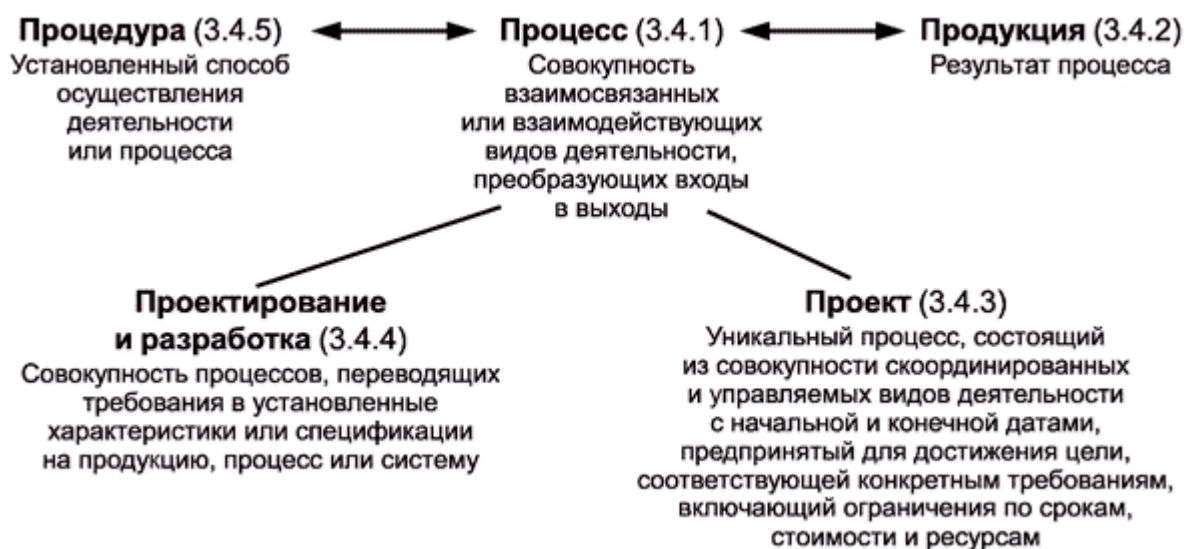 Процедура (3.4.5)
Установленный способ
осуществления
деятельности
или процесса
Процесс (3.4.1)
Совокупность
взаимосвязанных
или взаимодействующих
видов деятельности,
преобразующих входы
в выходы
Продукция (3.4.2)
Результат процесса
Проектирование
и разработка (3.4.4)
Совокупность процессов, переводящих
требования в установленные
характеристики или спецификации
на продукцию, процесс или систему
Проект (3.4.3)
Уникальный процесс, состоящий
из совокупности скоординированных
и управляемых видов деятельности
с начальной и конечной датами,
предпринятый для достижения цели,
соответствующей конкретным требованиям,
включающий ограничения по срокам,
стоимости и ресурсам